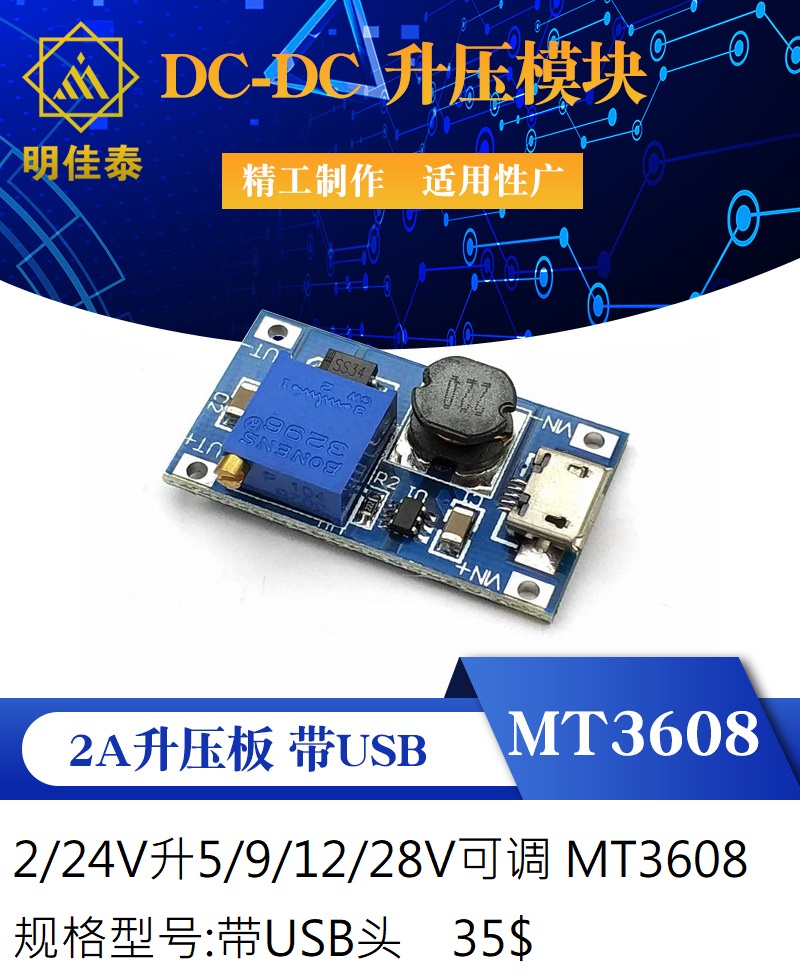 DC-DC 升压模块
明佳泰
精工制作 适用性广
UT-
SS34
220
C2
3296
BONENS
UT+
R2
U
VIN-
VIN+
2A升压板 带USB
MT3608
2/24V升5/9/12/28V可调 MT3608
规格型号:带USB头 35$